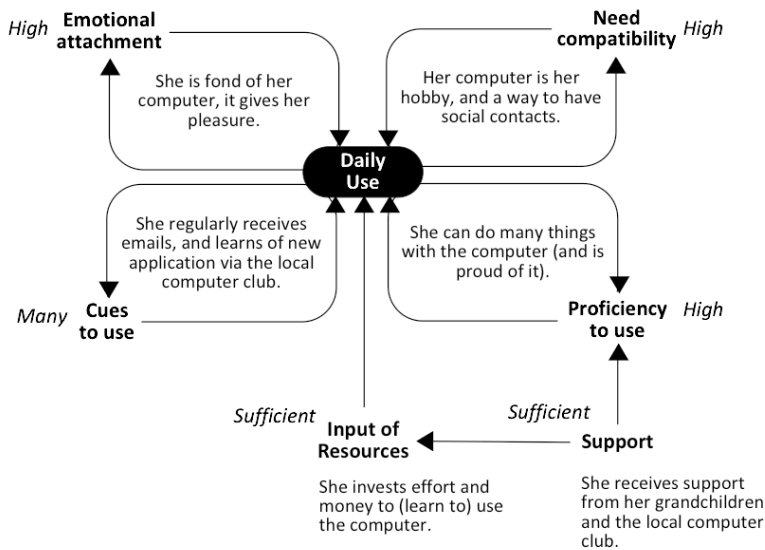 High
Emotional
attachment
Need
compatibility
High
She is fond of her
computer, it gives her
pleasure.
Her computer is her
hobby, and a way to have
social contacts.
Daily
Use
She regularly receives
emails, and learns of new
application via the local
computer club.
She can do many things
with the computer (and is
proud of it).
Many
Cues
to use
Proficiency
to use
High
Sufficient
Input of
Resources
Sufficient
Support
She invests effort and
money to (learn to) use
the computer.
She receives support
from her grandchildren
and the local computer
club.